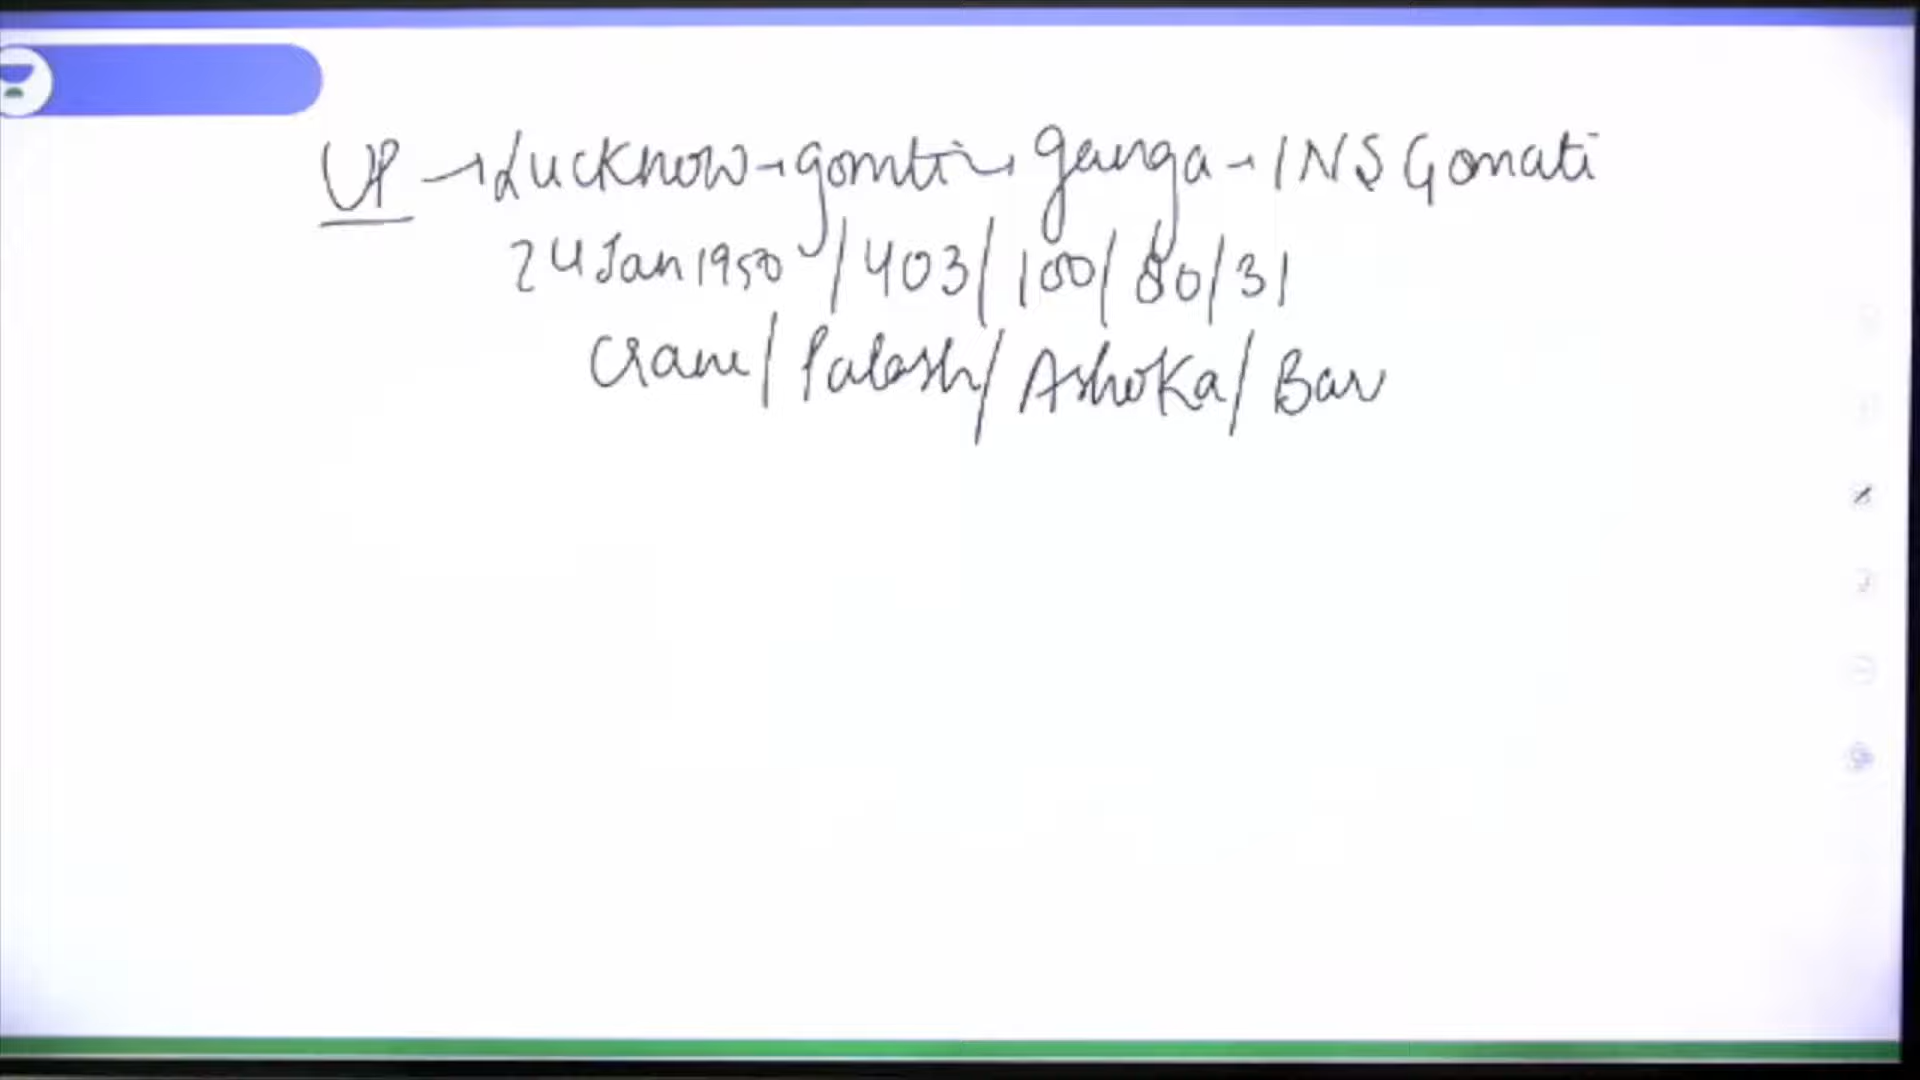 UP → Lucknow → gomti → ganga → INS Gomati
24 Jan 1950 / 403 / 100 / 80 / 31
Crane / Palash / Ashoka / Bar